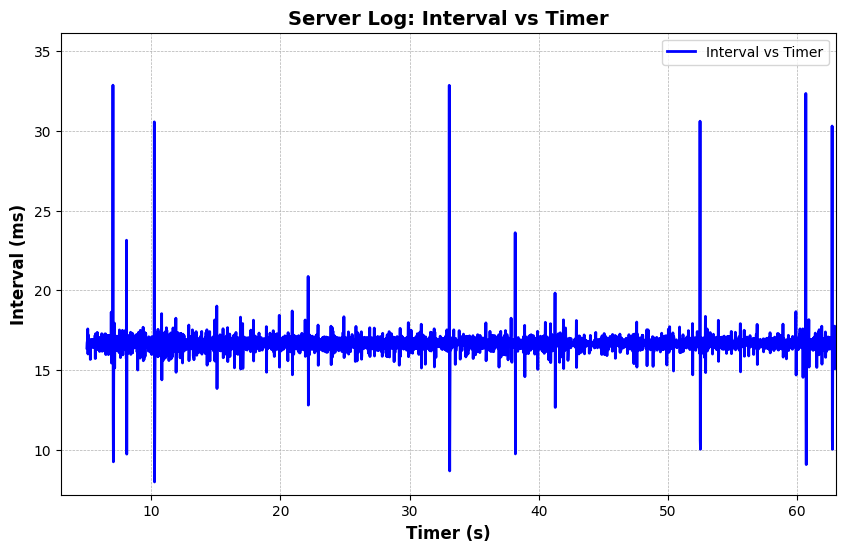 Server Log: Interval vs Timer
Interval vs Timer
35
30
25
20
15
10
Interval (ms)
10 20 30 40 50 60
Timer (s)